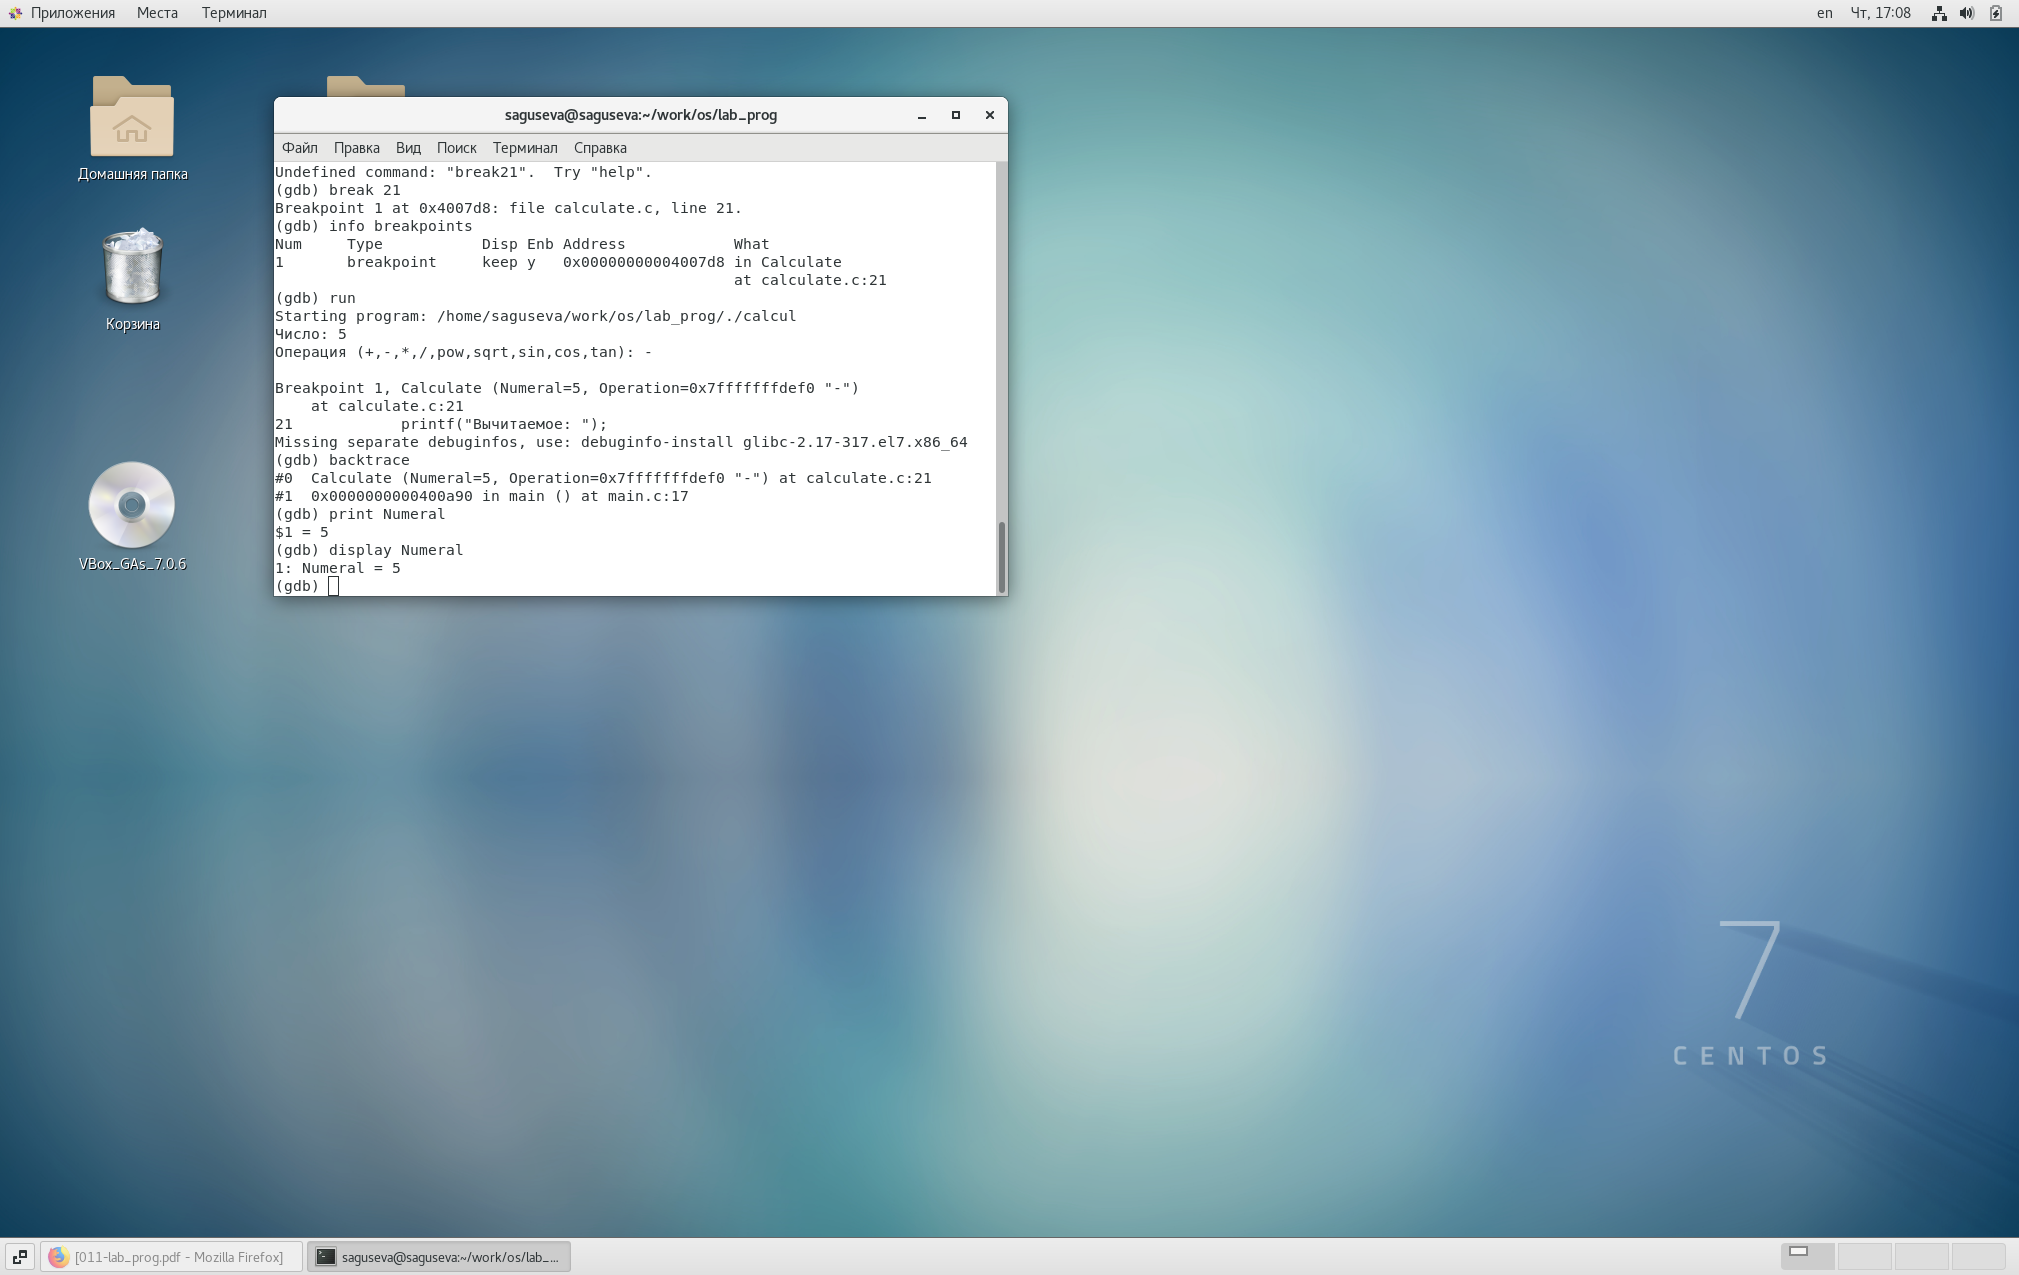 Приложения Места Терминал en Чт, 17:08
Домашняя папка
Корзина
VBox_GAs_7.0.6
saguseva@saguseva:~/work/os/lab_prog
Файл Правка Вид Поиск Терминал Справка
Undefined command: "break21".  Try "help".
(gdb) break 21
Breakpoint 1 at 0x4007d8: file calculate.c, line 21.
(gdb) info breakpoints
Num     Type           Disp Enb Address            What
1       breakpoint     keep y   0x00000000004007d8 in Calculate
                                                   at calculate.c:21
(gdb) run
Starting program: /home/saguseva/work/os/lab_prog/./calcul
Число: 5
Операция (+,-,*,/,pow,sqrt,sin,cos,tan): -
Breakpoint 1, Calculate (Numeral=5, Operation=0x7fffffffdef0 "-")
    at calculate.c:21
21            printf("Вычитаемое: ");
Missing separate debuginfos, use: debuginfo-install glibc-2.17-317.el7.x86_64
(gdb) backtrace
#0  Calculate (Numeral=5, Operation=0x7fffffffdef0 "-") at calculate.c:21
#1  0x0000000000400a90 in main () at main.c:17
(gdb) print Numeral
$1 = 5
(gdb) display Numeral
1: Numeral = 5
(gdb)
7
CENTOS
[011-lab_prog.pdf - Mozilla Firefox] saguseva@saguseva:~/work/os/lab_...